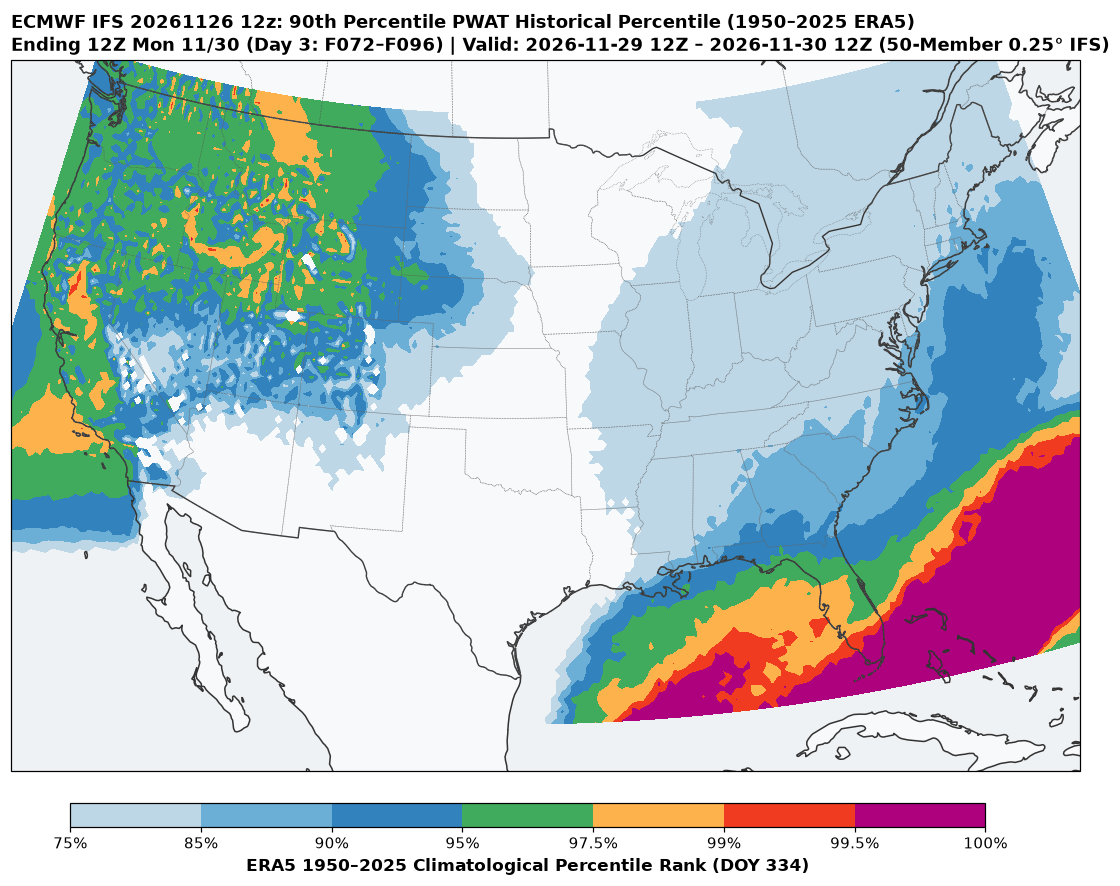 ECMWF IFS 20261126 12z: 90th Percentile PWAT Historical Percentile (1950–2025 ERA5)
Ending 12Z Mon 11/30 (Day 3: F072–F096) | Valid: 2026-11-29 12Z – 2026-11-30 12Z (50-Member 0.25° IFS)
75% 85% 90% 95% 97.5% 99% 99.5% 100%
ERA5 1950–2025 Climatological Percentile Rank (DOY 334)